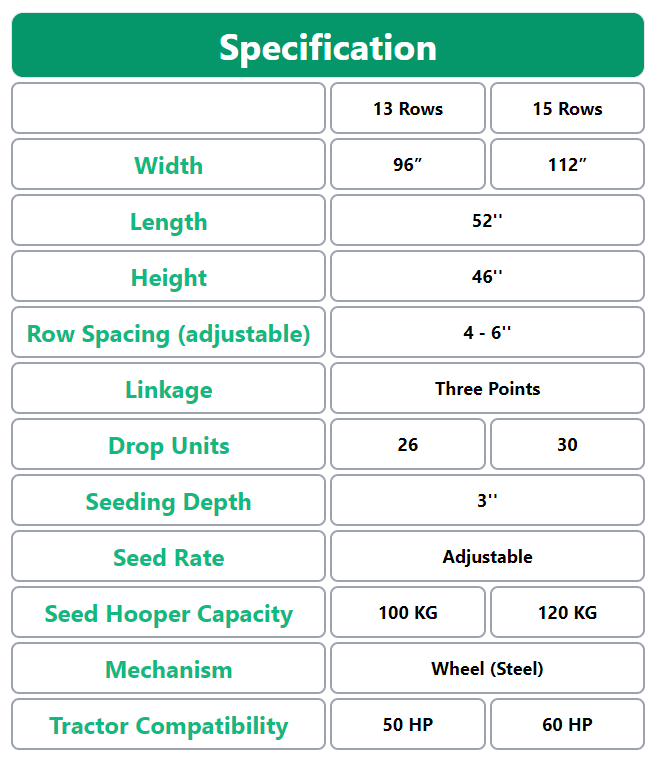 Specification
13 Rows 15 Rows
Width 96” 112”
Length 52''
Height 46''
Row Spacing (adjustable) 4 - 6''
Linkage Three Points
Drop Units 26 30
Seeding Depth 3''
Seed Rate Adjustable
Seed Hooper Capacity 100 KG 120 KG
Mechanism Wheel (Steel)
Tractor Compatibility 50 HP 60 HP